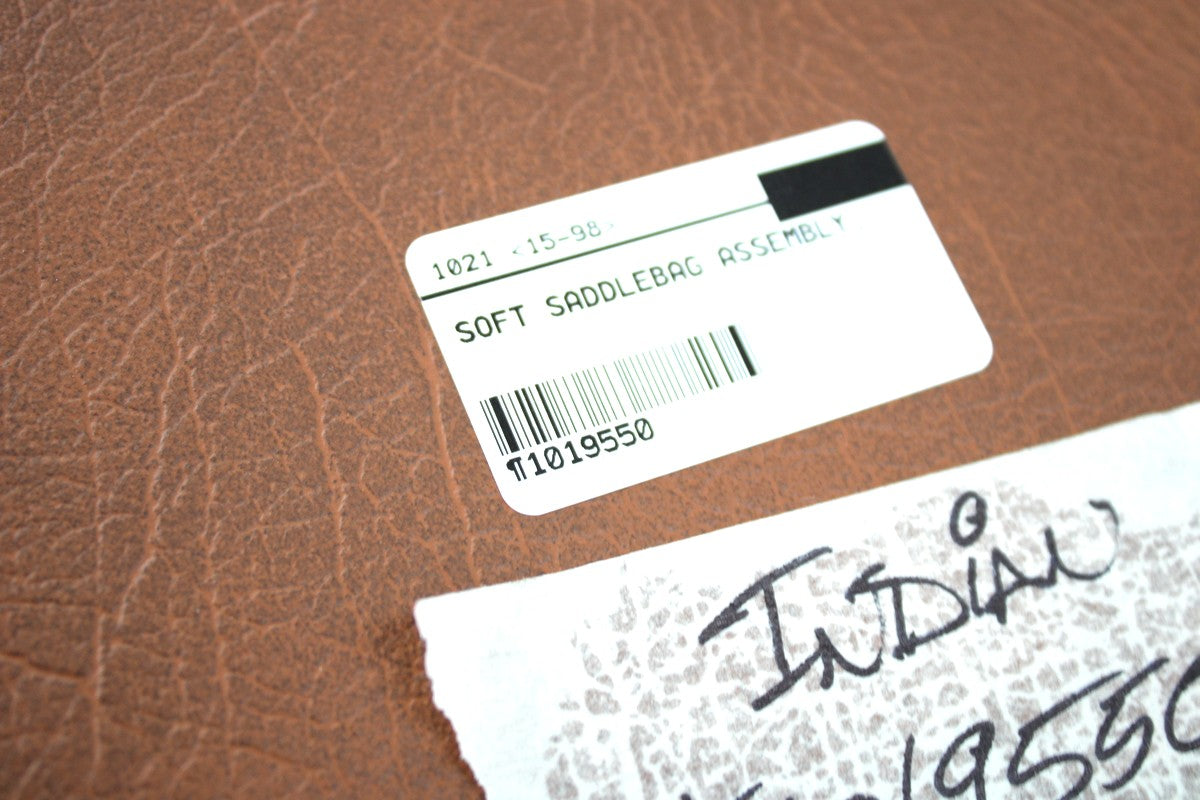 1021 <15-98>
SOFT SADDLEBAG ASSEMBLY
¶1019550
INDIAN